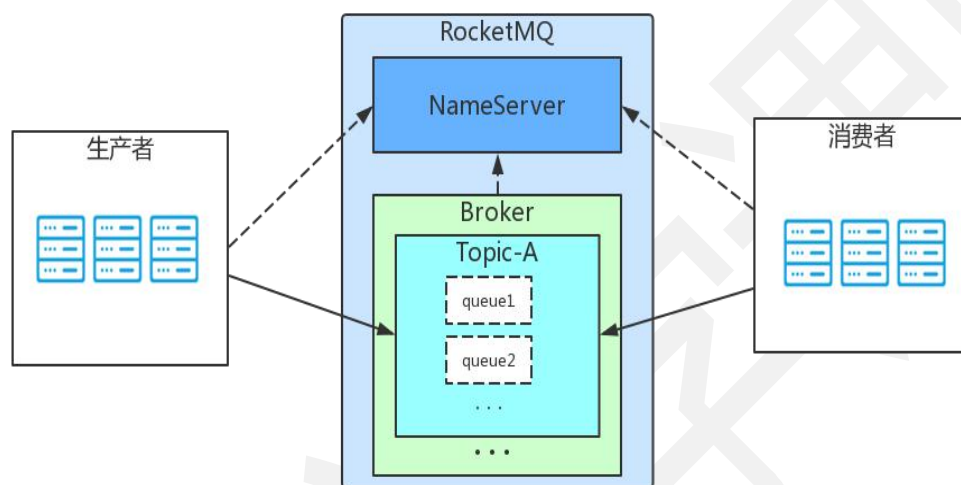 RocketMQ
NameServer
生产者
消费者
Broker
Topic-A
queue1
queue2
...
...